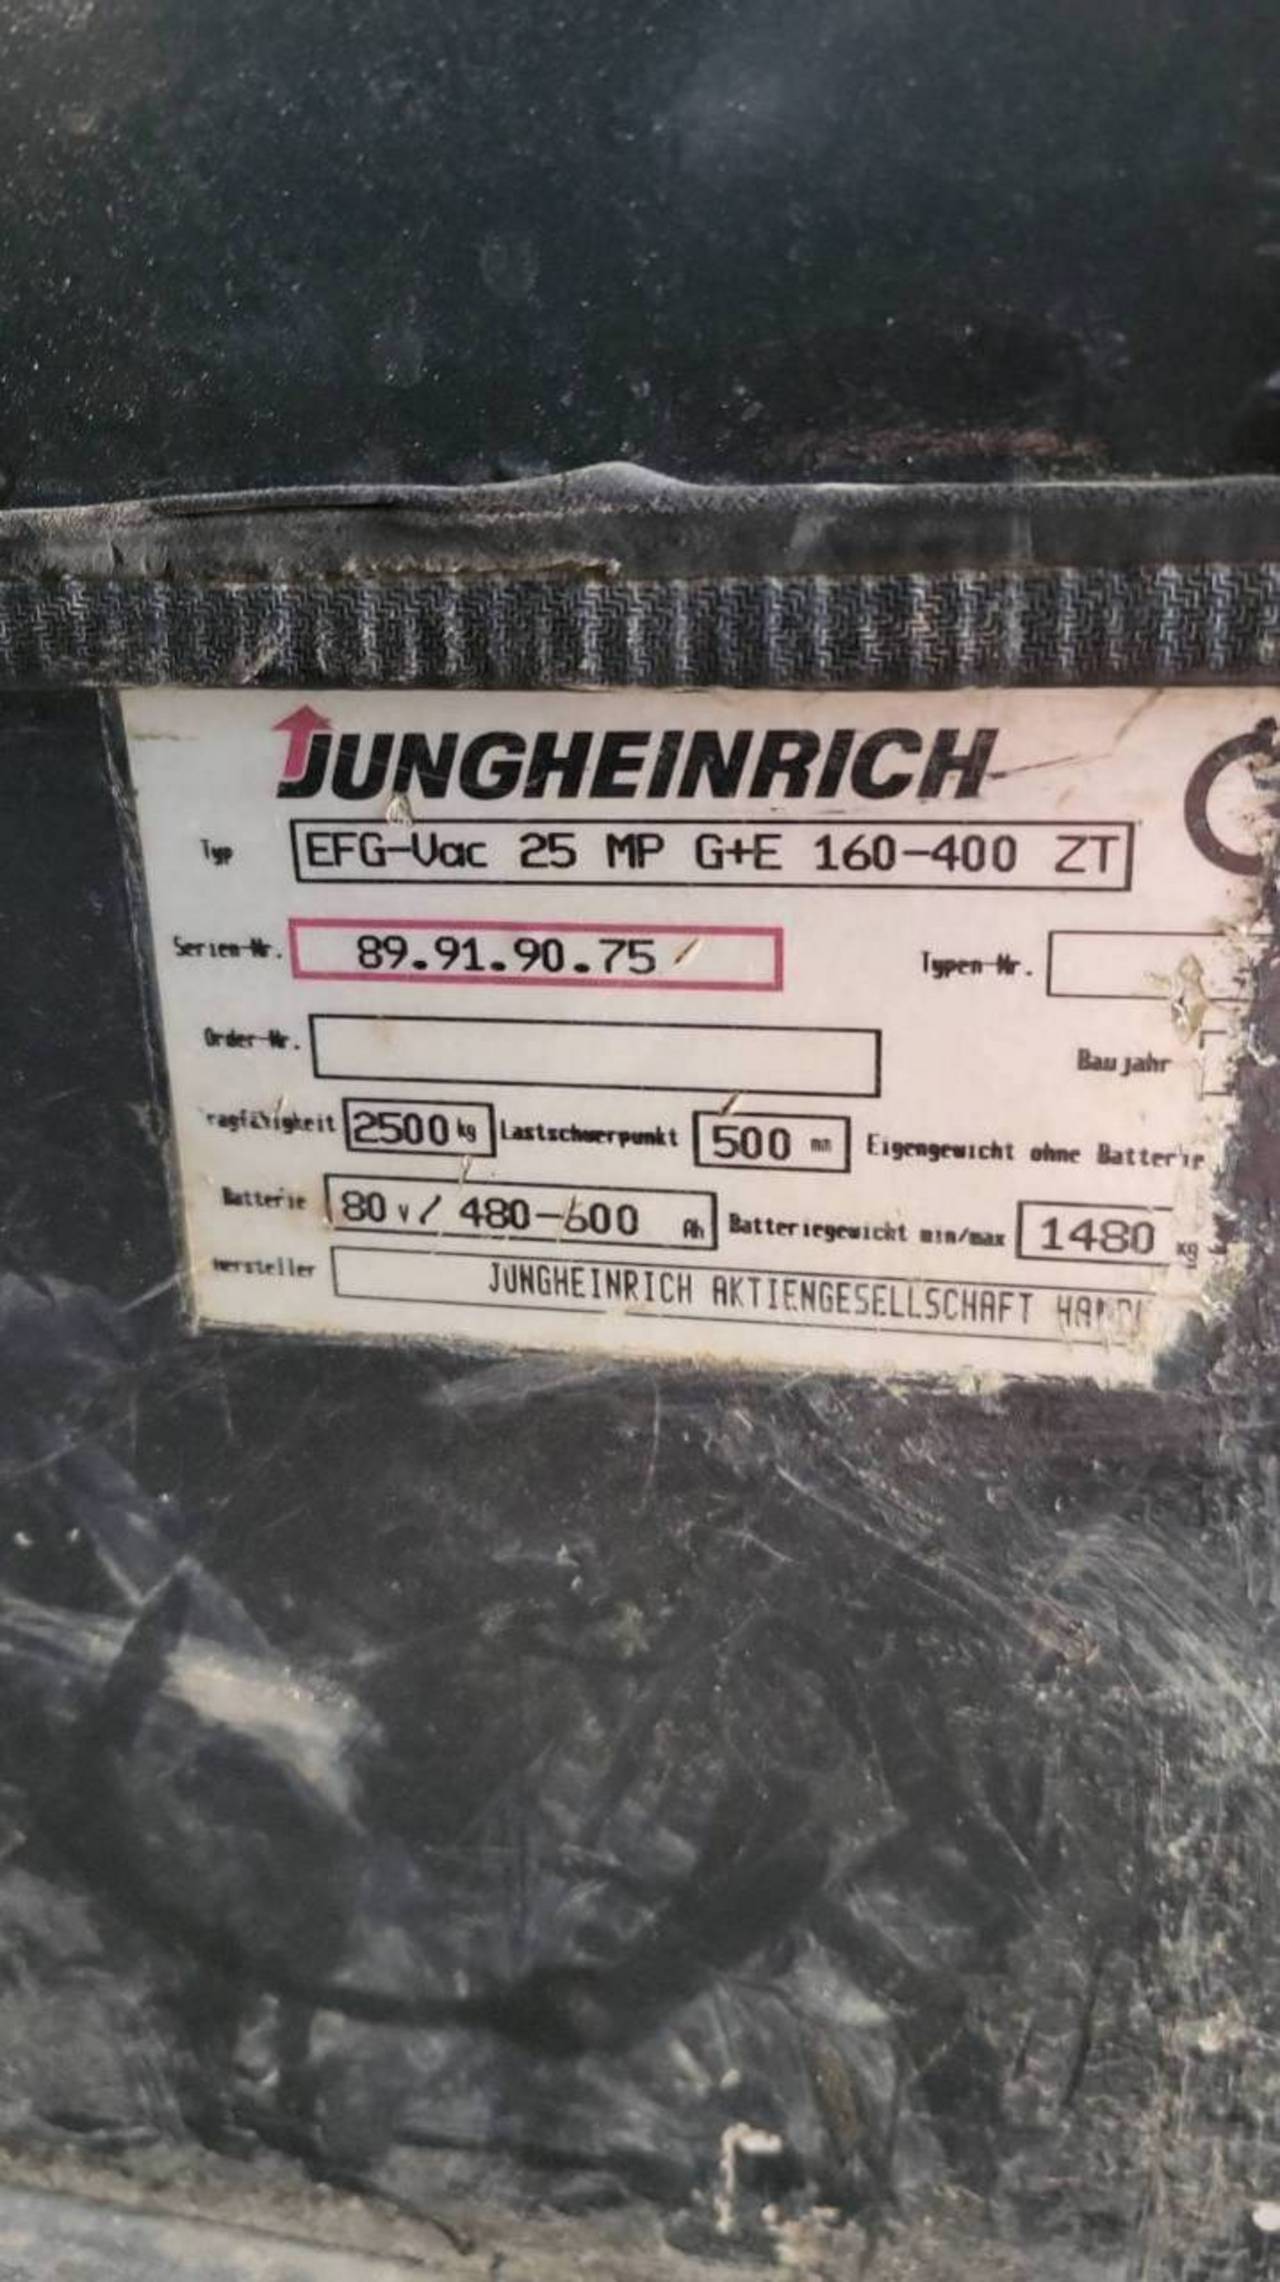 JUNGHEINRICH
Typ EFG-Vac 25 MP G+E 160-400 ZT
Serien-Nr. 89.91.90.75 Typen-Nr.
Order-Nr. Baujahr
ragfähigkeit 2500 kg Lastschwerpunkt 500 mm Eigengewicht ohne Batterie
Batterie 80 V / 480-600 Ah Batteriegewicht min/max 1480 kg
Hersteller JUNGHEINRICH AKTIENGESELLSCHAFT